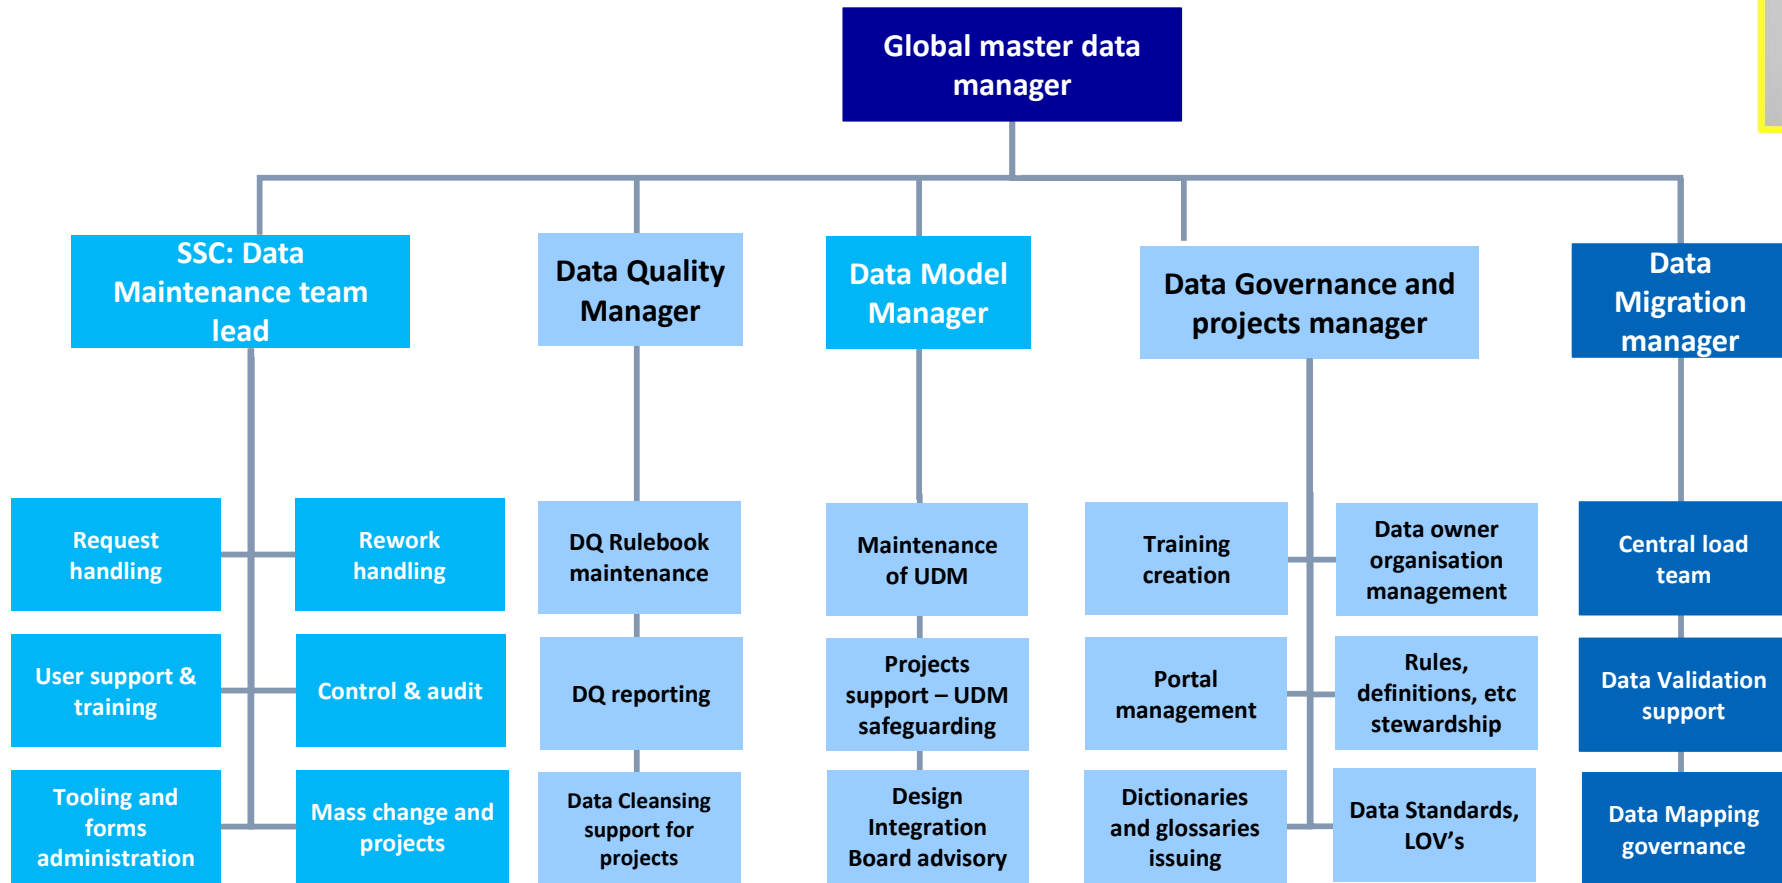 Global master data
manager
SSC: Data
Maintenance team
lead
Data Quality
Manager
Data Model
Manager
Data Governance and
projects manager
Data
Migration
manager
Request
handling
Rework
handling
DQ Rulebook
maintenance
Maintenance
of UDM
Training
creation
Data owner
organisation
management
Central load
team
User support &
training
Control & audit
DQ reporting
Projects
support – UDM
safeguarding
Portal
management
Rules,
definitions, etc
stewardship
Data Validation
support
Tooling and
forms
administration
Mass change and
projects
Data Cleansing
support for
projects
Design
Integration
Board advisory
Dictionaries
and glossaries
issuing
Data Standards,
LOV's
Data Mapping
governance